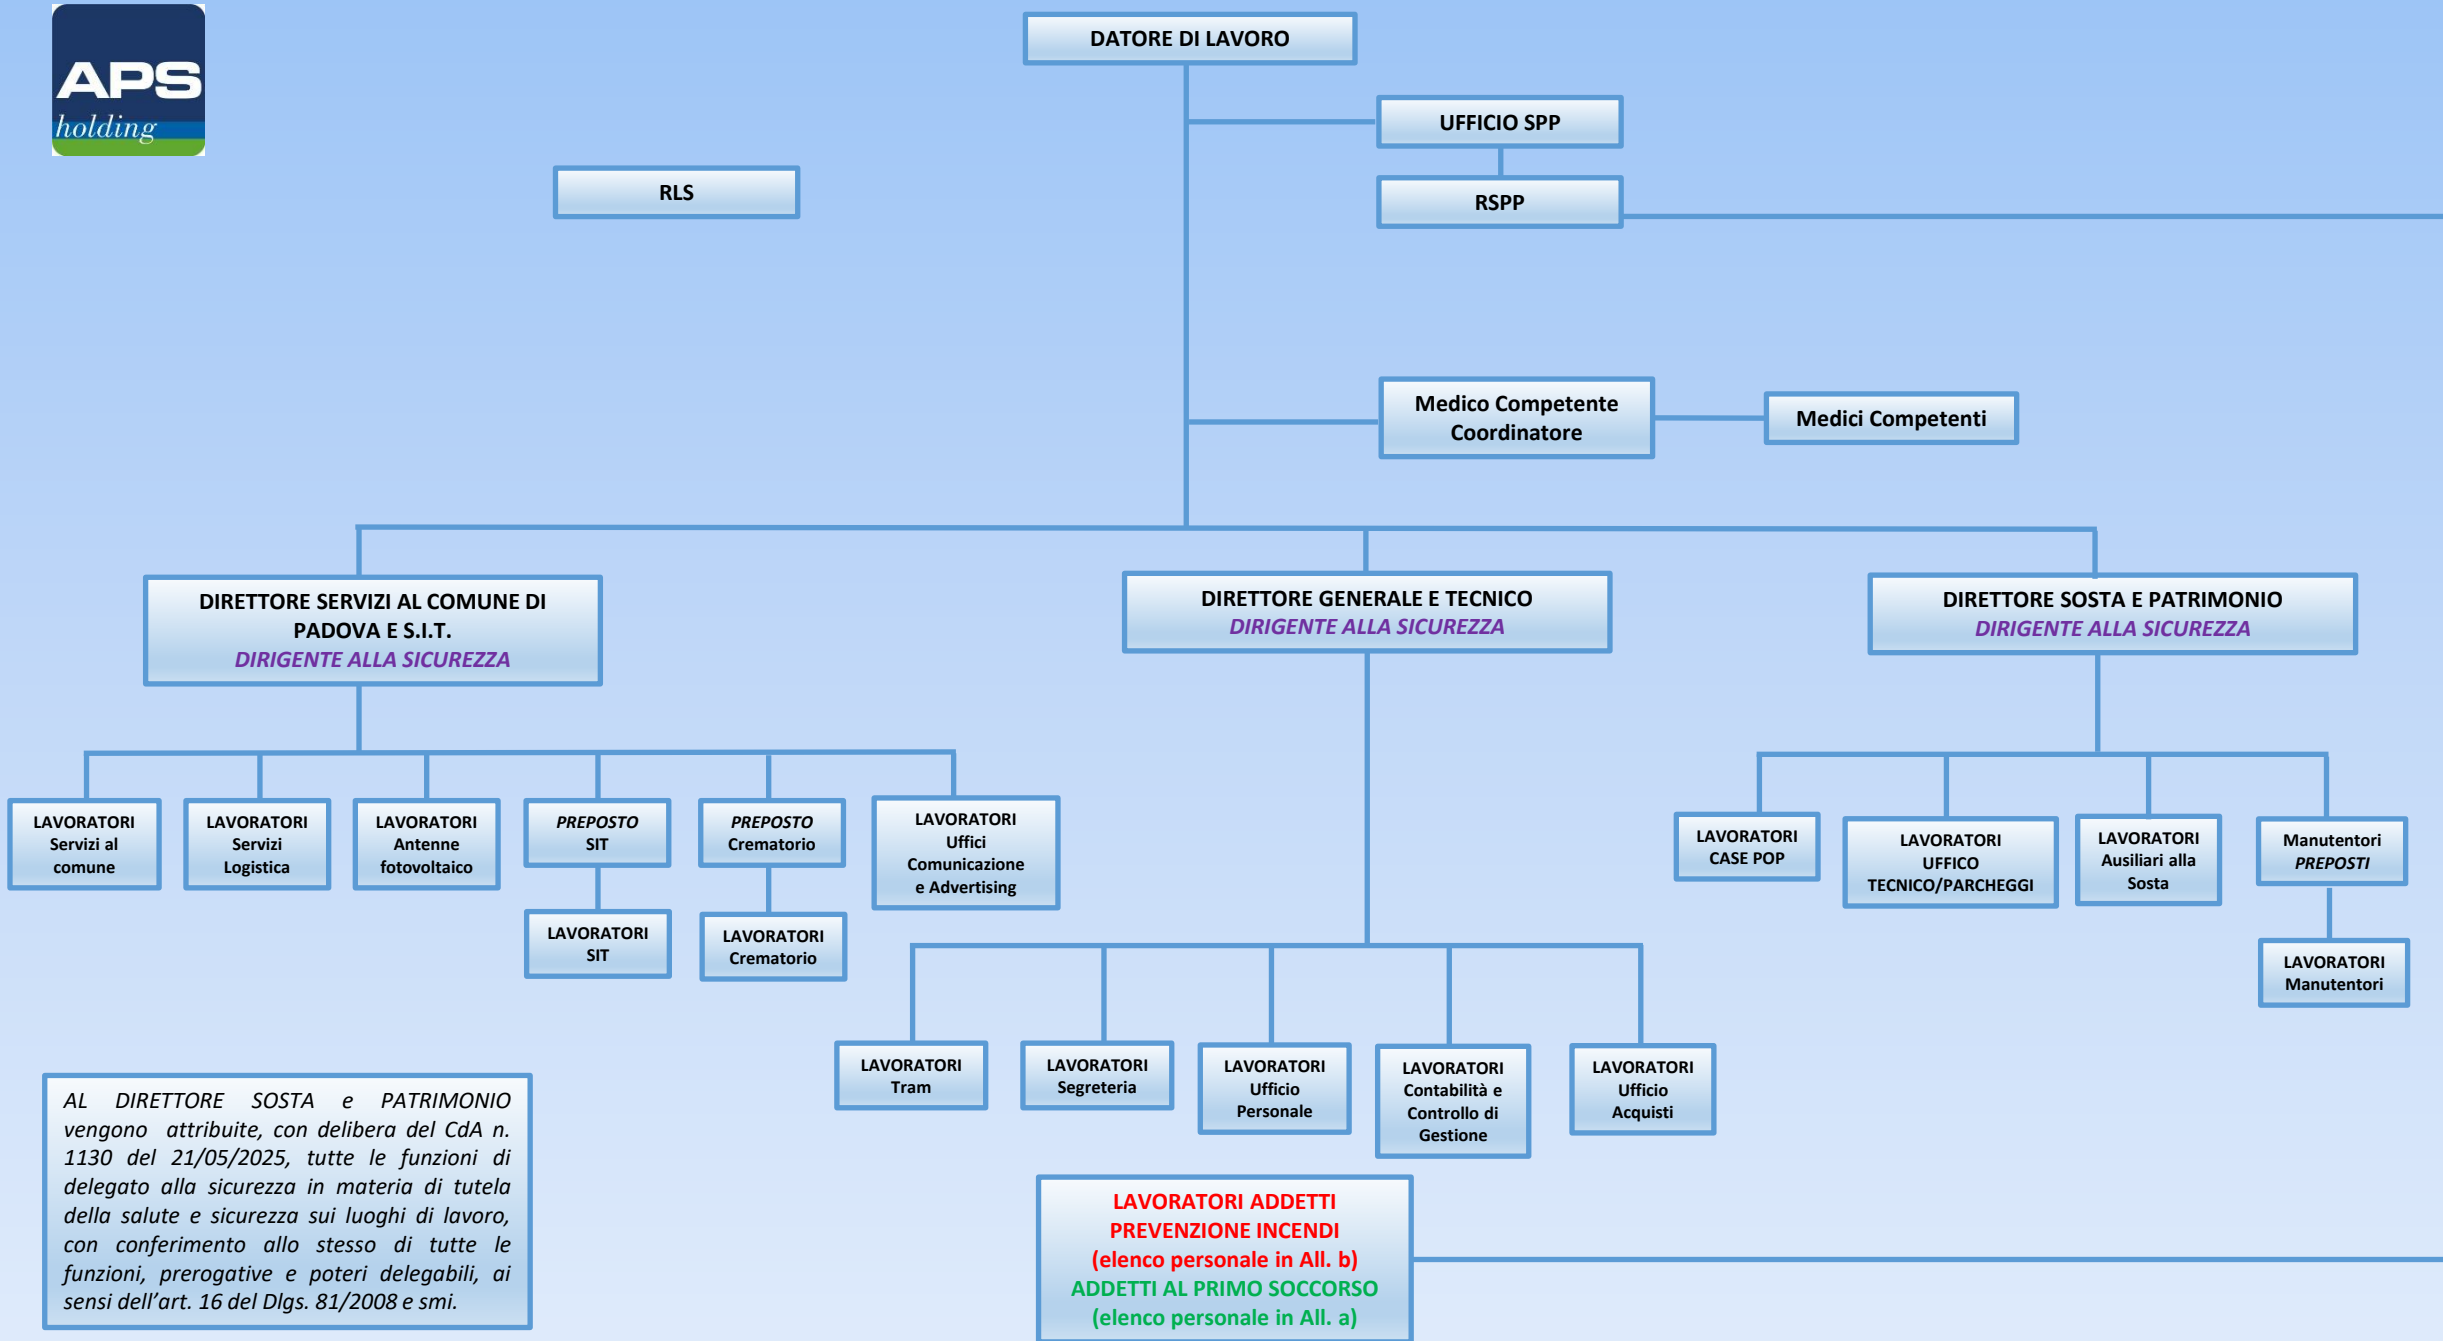 APS
holding
DATORE DI LAVORO
UFFICIO SPP
RLS
RSPP
Medico Competente
Coordinatore
Medici Competenti
DIRETTORE SERVIZI AL COMUNE DI
PADOVA E S.I.T.
DIRIGENTE ALLA SICUREZZA
DIRETTORE GENERALE E TECNICO
DIRIGENTE ALLA SICUREZZA
DIRETTORE SOSTA E PATRIMONIO
DIRIGENTE ALLA SICUREZZA
LAVORATORI
Servizi al
comune
LAVORATORI
Servizi
Logistica
LAVORATORI
Antenne
fotovoltaico
PREPOSTO
SIT
PREPOSTO
Crematorio
LAVORATORI
Uffici
Comunicazione
e Advertising
LAVORATORI
CASE POP
LAVORATORI
UFFICO
TECNICO/PARCHEGGI
LAVORATORI
Ausiliari alla
Sosta
Manutentori
PREPOSTI
LAVORATORI
SIT
LAVORATORI
Crematorio
LAVORATORI
Manutentori
LAVORATORI
Tram
LAVORATORI
Segreteria
LAVORATORI
Ufficio
Personale
LAVORATORI
Contabilità e
Controllo di
Gestione
LAVORATORI
Ufficio
Acquisti
AL DIRETTORE SOSTA e PATRIMONIO
vengono attribuite, con delibera del CdA n.
1130 del 21/05/2025, tutte le funzioni di
delegato alla sicurezza in materia di tutela
della salute e sicurezza sui luoghi di lavoro,
con conferimento allo stesso di tutte le
funzioni, prerogative e poteri delegabili, ai
sensi dell'art. 16 del Dlgs. 81/2008 e smi.
LAVORATORI ADDETTI
PREVENZIONE INCENDI
(elenco personale in All. b)
ADDETTI AL PRIMO SOCCORSO
(elenco personale in All. a)